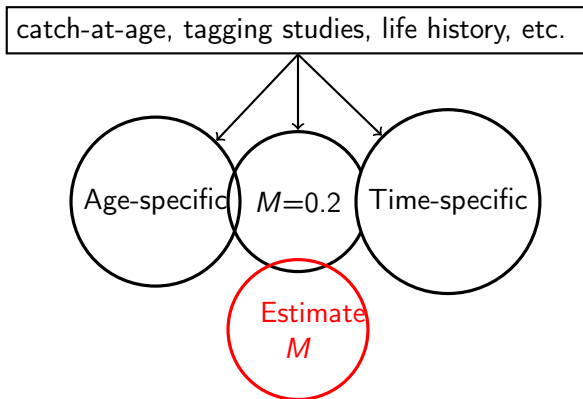 catch-at-age, tagging studies, life history, etc.
Age-specific
M=0.2
Time-specific
Estimate
M